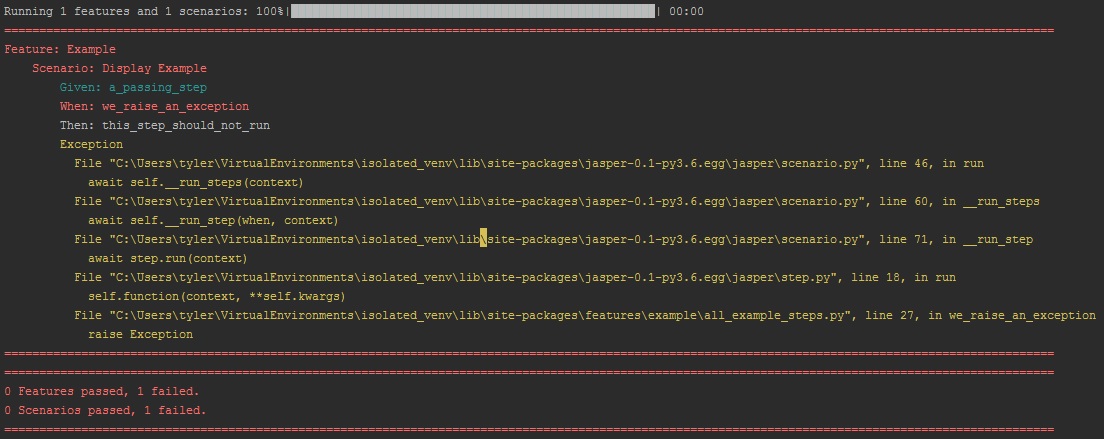 Running 1 features and 1 scenarios: 100%|██████████| 00:00
======================================================================================================================================================
Feature: Example
    Scenario: Display Example
        Given: a_passing_step
        When: we_raise_an_exception
        Then: this_step_should_not_run
        Exception
          File "C:\Users\tyler\VirtualEnvironments\isolated_venv\lib\site-packages\jasper-0.1-py3.6.egg\jasper\scenario.py", line 46, in run
            await self.__run_steps(context)
          File "C:\Users\tyler\VirtualEnvironments\isolated_venv\lib\site-packages\jasper-0.1-py3.6.egg\jasper\scenario.py", line 60, in __run_steps
            await self.__run_step(when, context)
          File "C:\Users\tyler\VirtualEnvironments\isolated_venv\lib\site-packages\jasper-0.1-py3.6.egg\jasper\scenario.py", line 71, in __run_step
            await step.run(context)
          File "C:\Users\tyler\VirtualEnvironments\isolated_venv\lib\site-packages\jasper-0.1-py3.6.egg\jasper\step.py", line 18, in run
            self.function(context, **self.kwargs)
          File "C:\Users\tyler\VirtualEnvironments\isolated_venv\lib\site-packages\features\example\all_example_steps.py", line 27, in we_raise_an_exception
            raise Exception
======================================================================================================================================================
======================================================================================================================================================
0 Features passed, 1 failed.
0 Scenarios passed, 1 failed.
======================================================================================================================================================